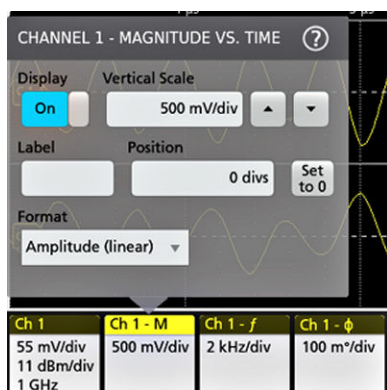 CHANNEL 1 - MAGNITUDE VS. TIME ?
Display Vertical Scale
On 500 mV/div
Label Position
0 divs Set to 0
Format
Amplitude (linear)
Ch 1 Ch 1 - M Ch 1 - f Ch 1 - ϕ
55 mV/div 500 mV/div 2 kHz/div 100 m°/div
11 dBm/div
1 GHz